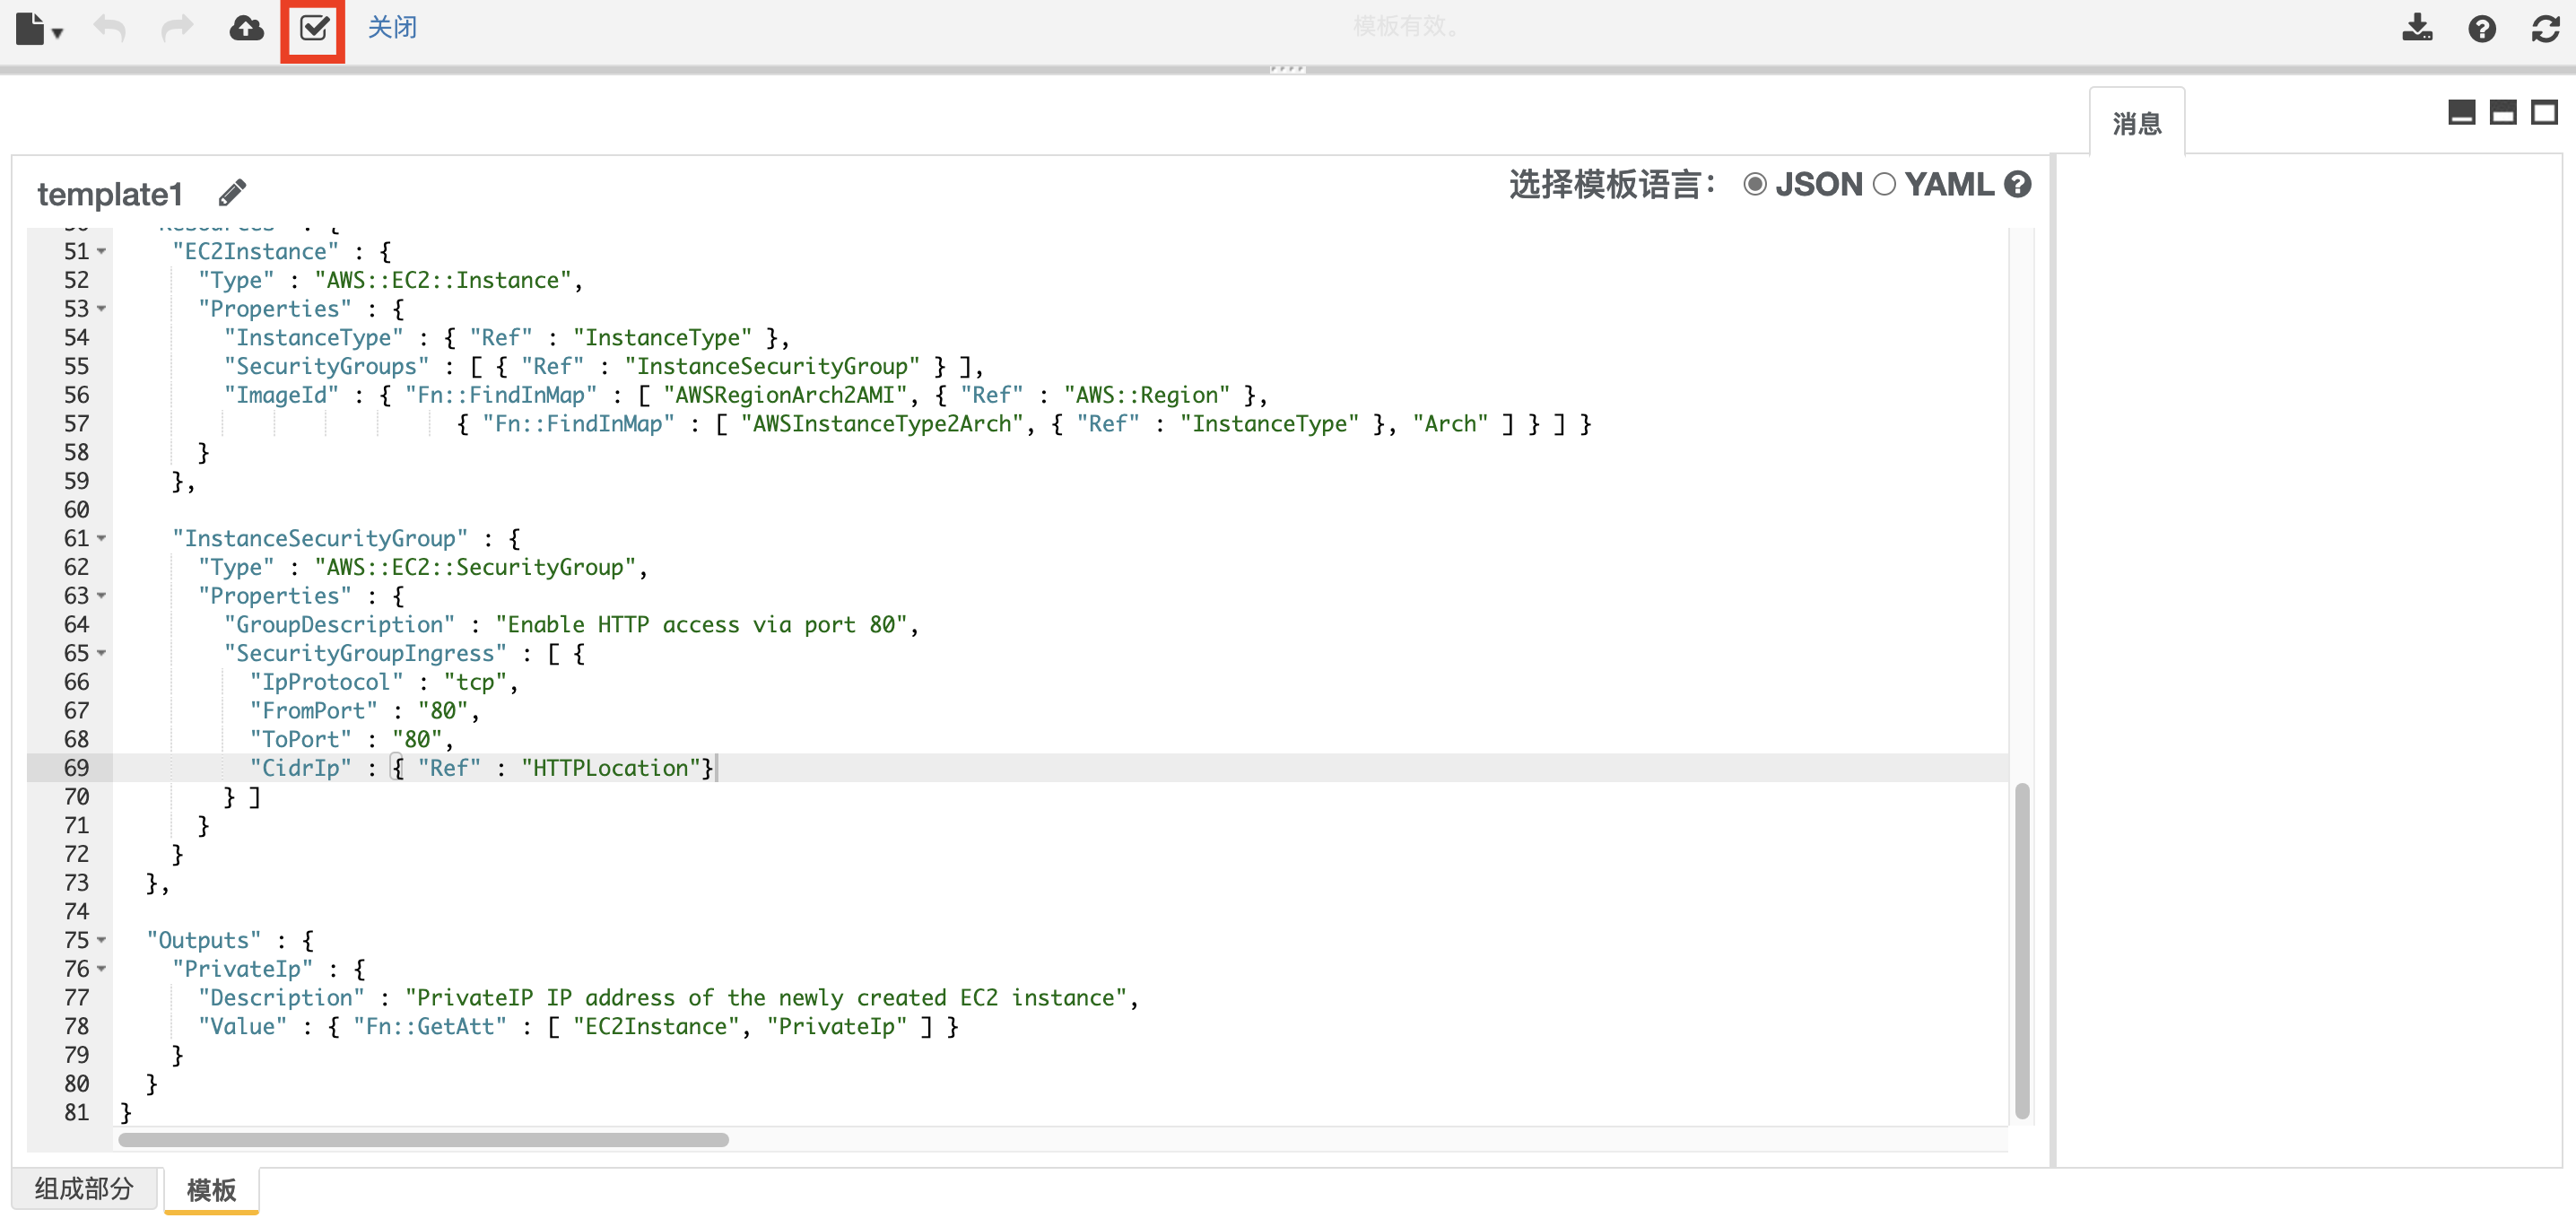 关闭
模板有效。
消息
template1
选择模板语言： JSON YAML
50 "Resources" : {
51 "EC2Instance" : {
52 "Type" : "AWS::EC2::Instance",
53 "Properties" : {
54 "InstanceType" : { "Ref" : "InstanceType" },
55 "SecurityGroups" : [ { "Ref" : "InstanceSecurityGroup" } ],
56 "ImageId" : { "Fn::FindInMap" : [ "AWSRegionArch2AMI", { "Ref" : "AWS::Region" },
57 { "Fn::FindInMap" : [ "AWSInstanceType2Arch", { "Ref" : "InstanceType" }, "Arch" ] } ] }
58 }
59 },
60
61 "InstanceSecurityGroup" : {
62 "Type" : "AWS::EC2::SecurityGroup",
63 "Properties" : {
64 "GroupDescription" : "Enable HTTP access via port 80",
65 "SecurityGroupIngress" : [ {
66 "IpProtocol" : "tcp",
67 "FromPort" : "80",
68 "ToPort" : "80",
69 "CidrIp" : { "Ref" : "HTTPLocation"}
70 } ]
71 }
72 }
73 },
74
75 "Outputs" : {
76 "PrivateIp" : {
77 "Description" : "PrivateIP IP address of the newly created EC2 instance",
78 "Value" : { "Fn::GetAtt" : [ "EC2Instance", "PrivateIp" ] }
79 }
80 }
81 }
组成部分 模板